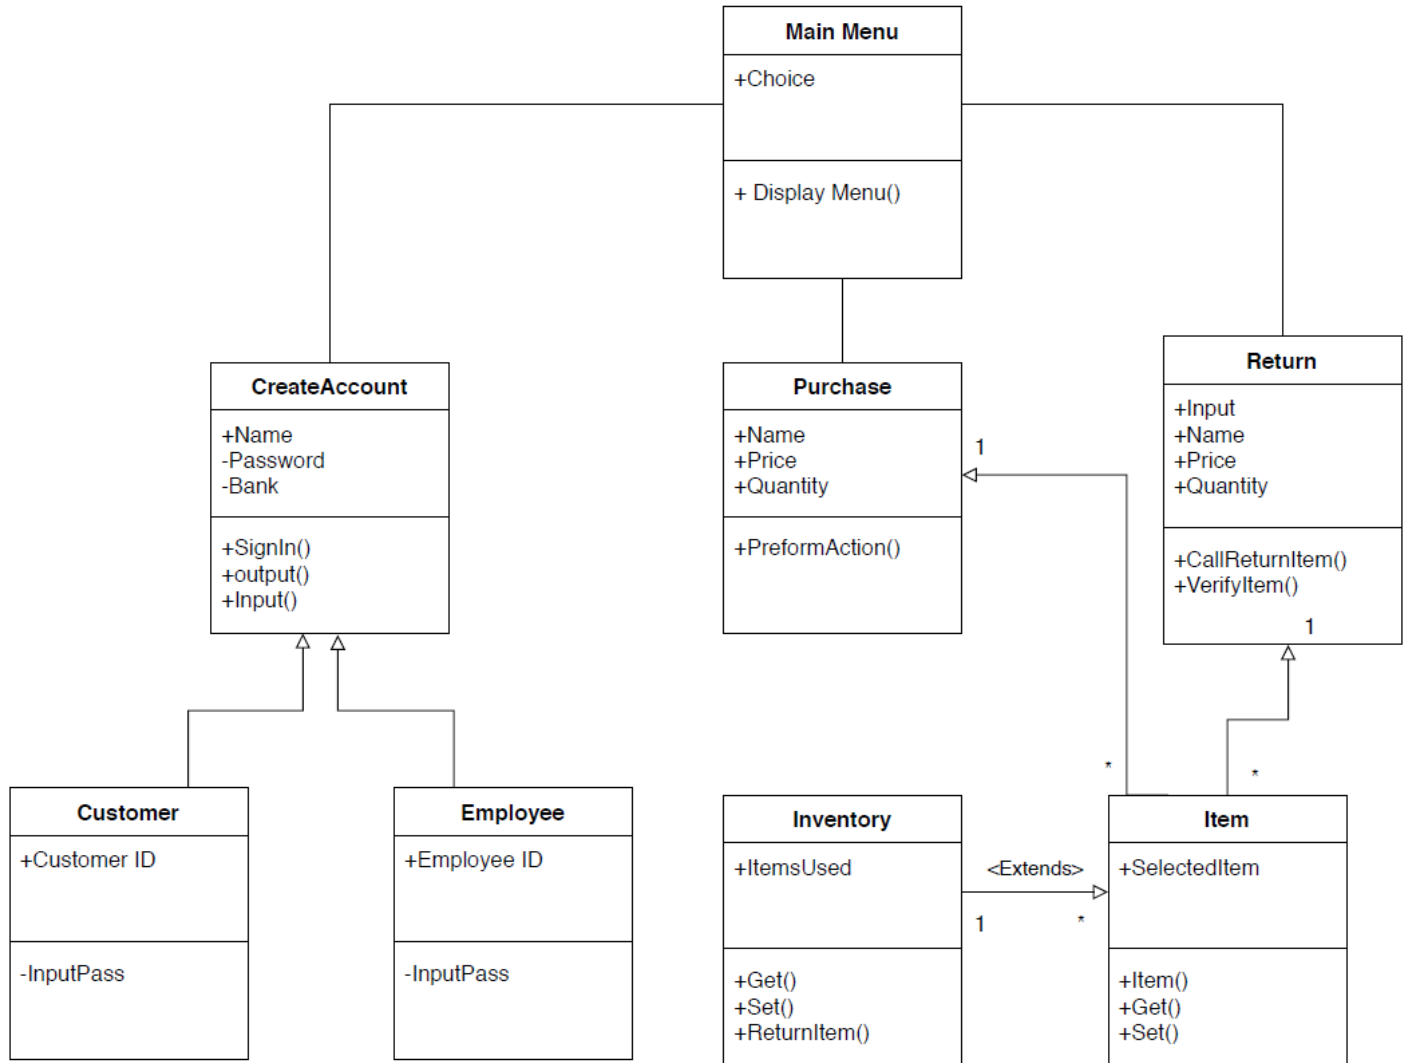 Main Menu
+Choice
+ Display Menu()
CreateAccount
+Name
-Password
-Bank
+SignIn()
+output()
+Input()
Purchase
+Name
+Price
+Quantity
+PreformAction()
1
Return
+Input
+Name
+Price
+Quantity
+CallReturnItem()
+VerifyItem()
1
*
*
Customer
+Customer ID
-InputPass
Employee
+Employee ID
-InputPass
Inventory
+ItemsUsed
+Get()
+Set()
+ReturnItem()
<Extends>
1
*
Item
+SelectedItem
+Item()
+Get()
+Set()